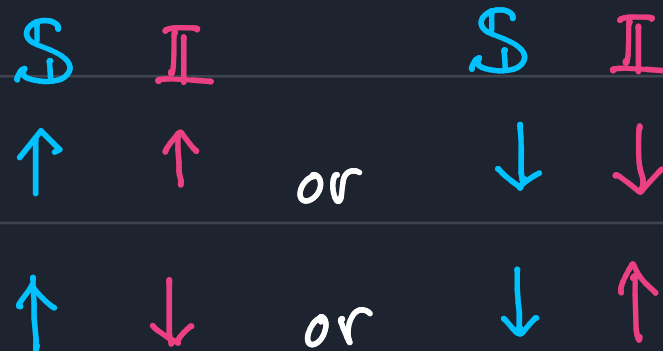 𝕊 𝕀 𝕊 𝕀
↑ ↑ or ↓ ↓
↑ ↓ or ↓ ↑